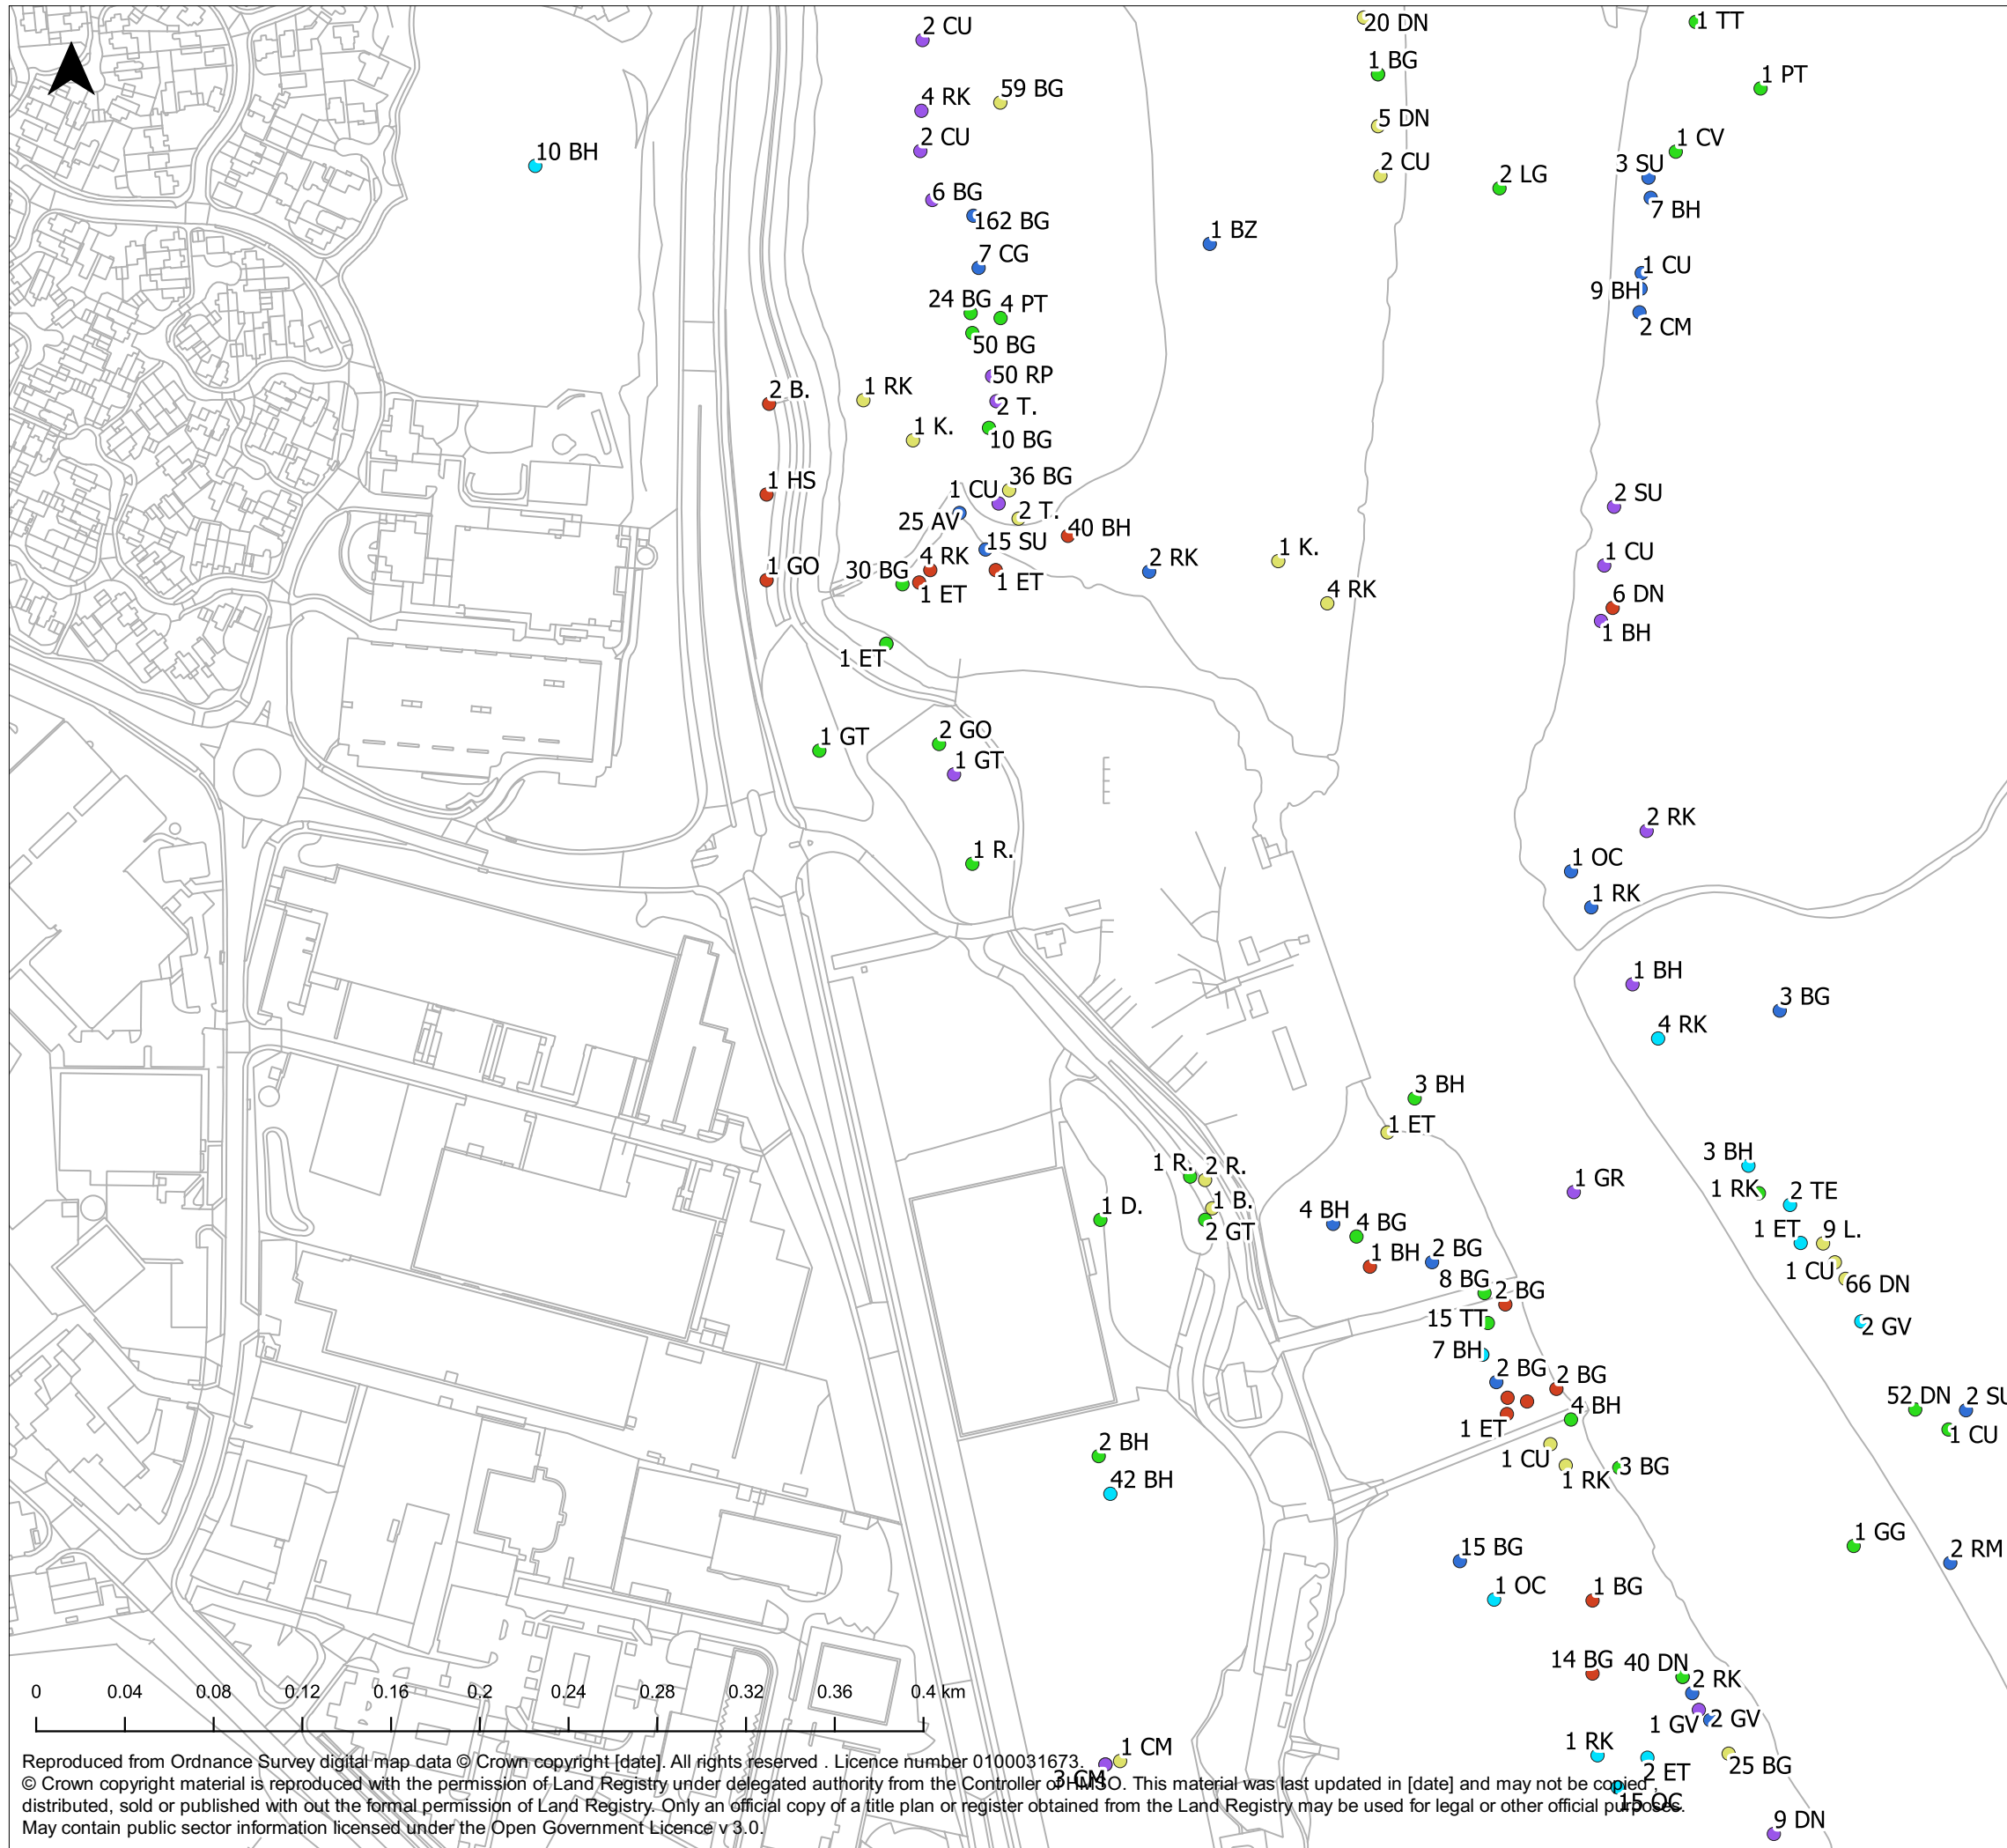 2 CU
20 DN
1 TT
1 BG
1 PT
59 BG
4 RK
5 DN
2 CU
1 CV
10 BH
2 CU
3 SU
2 LG
6 BG
7 BH
162 BG
1 BZ
7 CG
1 CU
9 BH
24 BG
4 PT
2 CM
50 BG
50 RP
2 B.
1 RK
2 T.
1 K.
10 BG
1 HS
36 BG
1 CU
2 SU
2 T.
25 AV
40 BH
15 SU
1 K.
1 CU
4 RK
2 RK
1 GO
30 BG
1 ET
1 ET
4 RK
6 DN
1 BH
1 ET
1 GT
2 GO
1 GT
2 RK
1 R.
1 OC
1 RK
1 BH
3 BG
4 RK
3 BH
1 ET
3 BH
1 R.
2 R.
1 GR
1 RK
2 TE
1 D.
1 B.
4 BH
4 BG
2 GT
1 ET
9 L.
1 BH
2 BG
1 CU
8 BG
66 DN
2 BG
15 TT
2 GV
7 BH
2 BG
2 BG
52 DN
2 SU
4 BH
1 ET
1 CU
2 BH
1 CU
3 BG
42 BH
1 RK
15 BG
1 GG
2 RM
1 OC
1 BG
14 BG
40 DN
2 RK
0 0.04 0.08 0.12 0.16 0.2 0.24 0.28 0.32 0.36 0.4 km
1 GV
2 GV
1 CM
1 RK
25 BG
Reproduced from Ordnance Survey digital map data © Crown copyright [date]. All rights reserved . Licence number 0100031673.
3 CM
2 ET
© Crown copyright material is reproduced with the permission of Land Registry under delegated authority from the Controller of HMSO. This material was last updated in [date] and may not be copied ,
15 OC
distributed, sold or published with out the formal permission of Land Registry. Only an official copy of a title plan or register obtained from the Land Registry may be used for legal or other official purposes.
May contain public sector information licensed under the Open Government Licence v 3.0.
9 DN